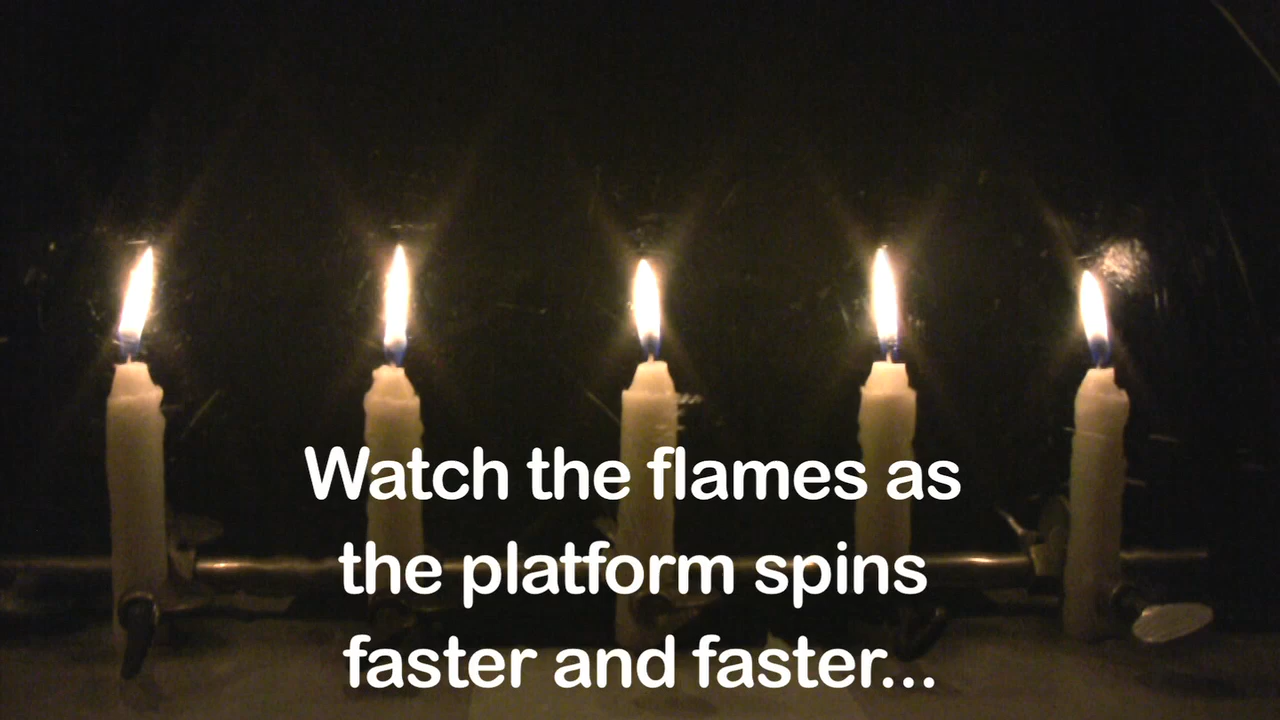 Watch the flames as
the platform spins
faster and faster...